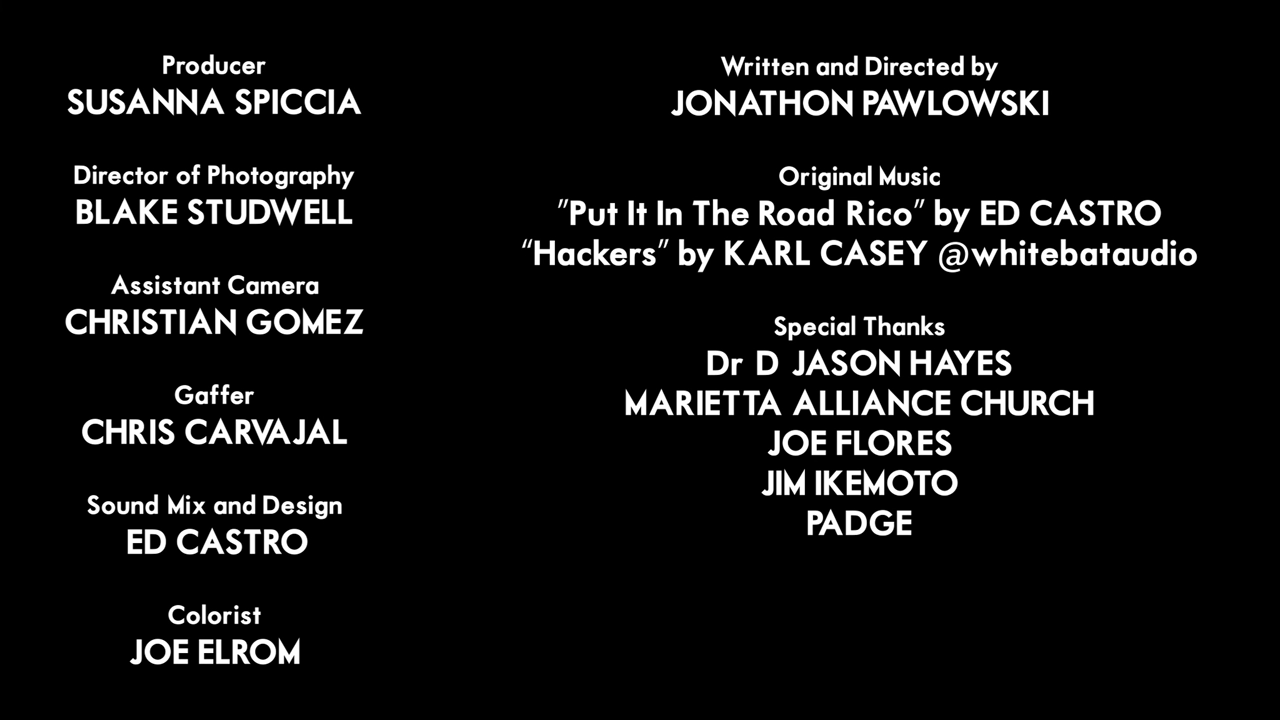 Producer
SUSANNA SPICCIA
Director of Photography
BLAKE STUDWELL
Assistant Camera
CHRISTIAN GOMEZ
Gaffer
CHRIS CARVAJAL
Sound Mix and Design
ED CASTRO
Colorist
JOE ELROM
Written and Directed by
JONATHON PAWLOWSKI
Original Music
"Put It In The Road Rico" by ED CASTRO
“Hackers” by KARL CASEY @whitebataudio
Special Thanks
Dr D JASON HAYES
MARIETTA ALLIANCE CHURCH
JOE FLORES
JIM IKEMOTO
PADGE